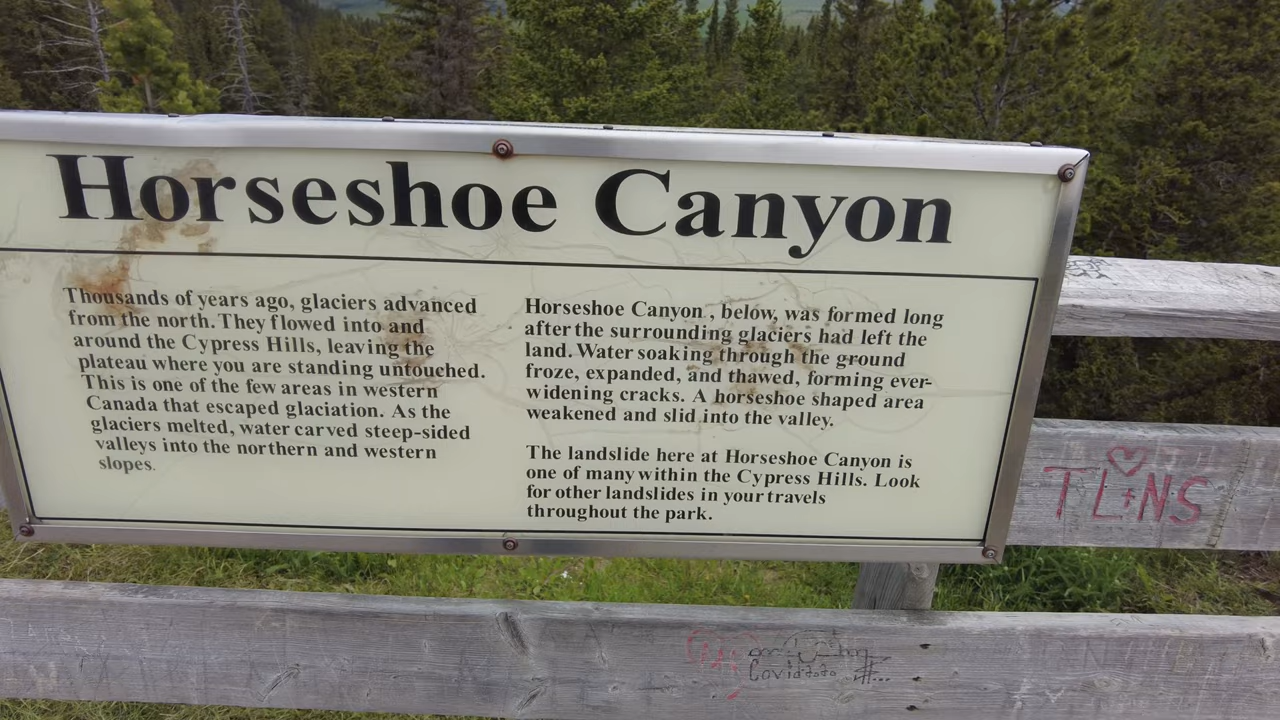 Horseshoe Canyon
Thousands of years ago, glaciers advanced
from the north. They flowed into and
around the Cypress Hills, leaving the
plateau where you are standing untouched.
This is one of the few areas in western
Canada that escaped glaciation. As the
glaciers melted, water carved steep-sided
valleys into the northern and western
slopes.
Horseshoe Canyon , below, was formed long
after the surrounding glaciers had left the
land. Water soaking through the ground
froze, expanded, and thawed, forming ever-
widening cracks. A horseshoe shaped area
weakened and slid into the valley.
The landslide here at Horseshoe Canyon is
one of many within the Cypress Hills. Look
for other landslides in your travels
throughout the park.
TL+NS